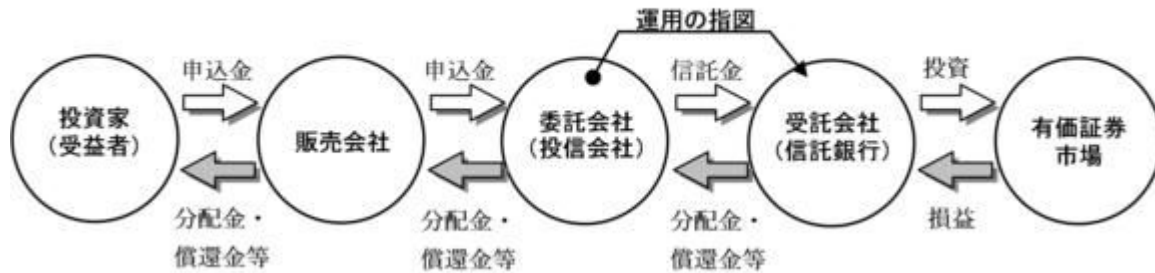 運用の指図
申込金
申込金
信託金
投資
投資家
(受益者)
販売会社
委託会社
(投信会社)
受託会社
(信託銀行)
有価証券
市場
分配金・
償還金等
分配金・
償還金等
分配金・
償還金等
損益